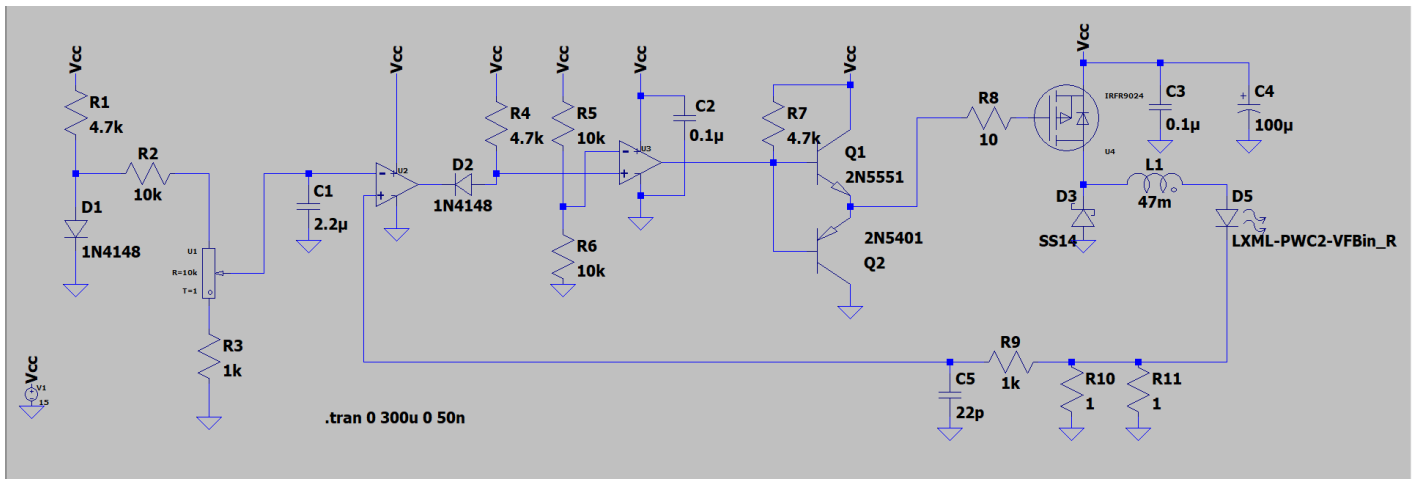 Vcc
R1
4.7k
R2
10k
D1
1N4148
U1
R=10k
T=1
R3
1k
Vcc
V1
15
.tran 0 300u 0 50n
C1
2.2µ
Vcc
U2
D2
1N4148
Vcc
R4
4.7k
Vcc
R5
10k
R6
10k
Vcc
U3
C2
0.1µ
Vcc
R7
4.7k
Q1
2N5551
2N5401
Q2
R8
10
Vcc
IRFR9024
U4
C3
0.1µ
C4
100µ
L1
47m
D3
SS14
D5
LXML-PWC2-VFBin_R
R9
1k
C5
22p
R10
1
R11
1